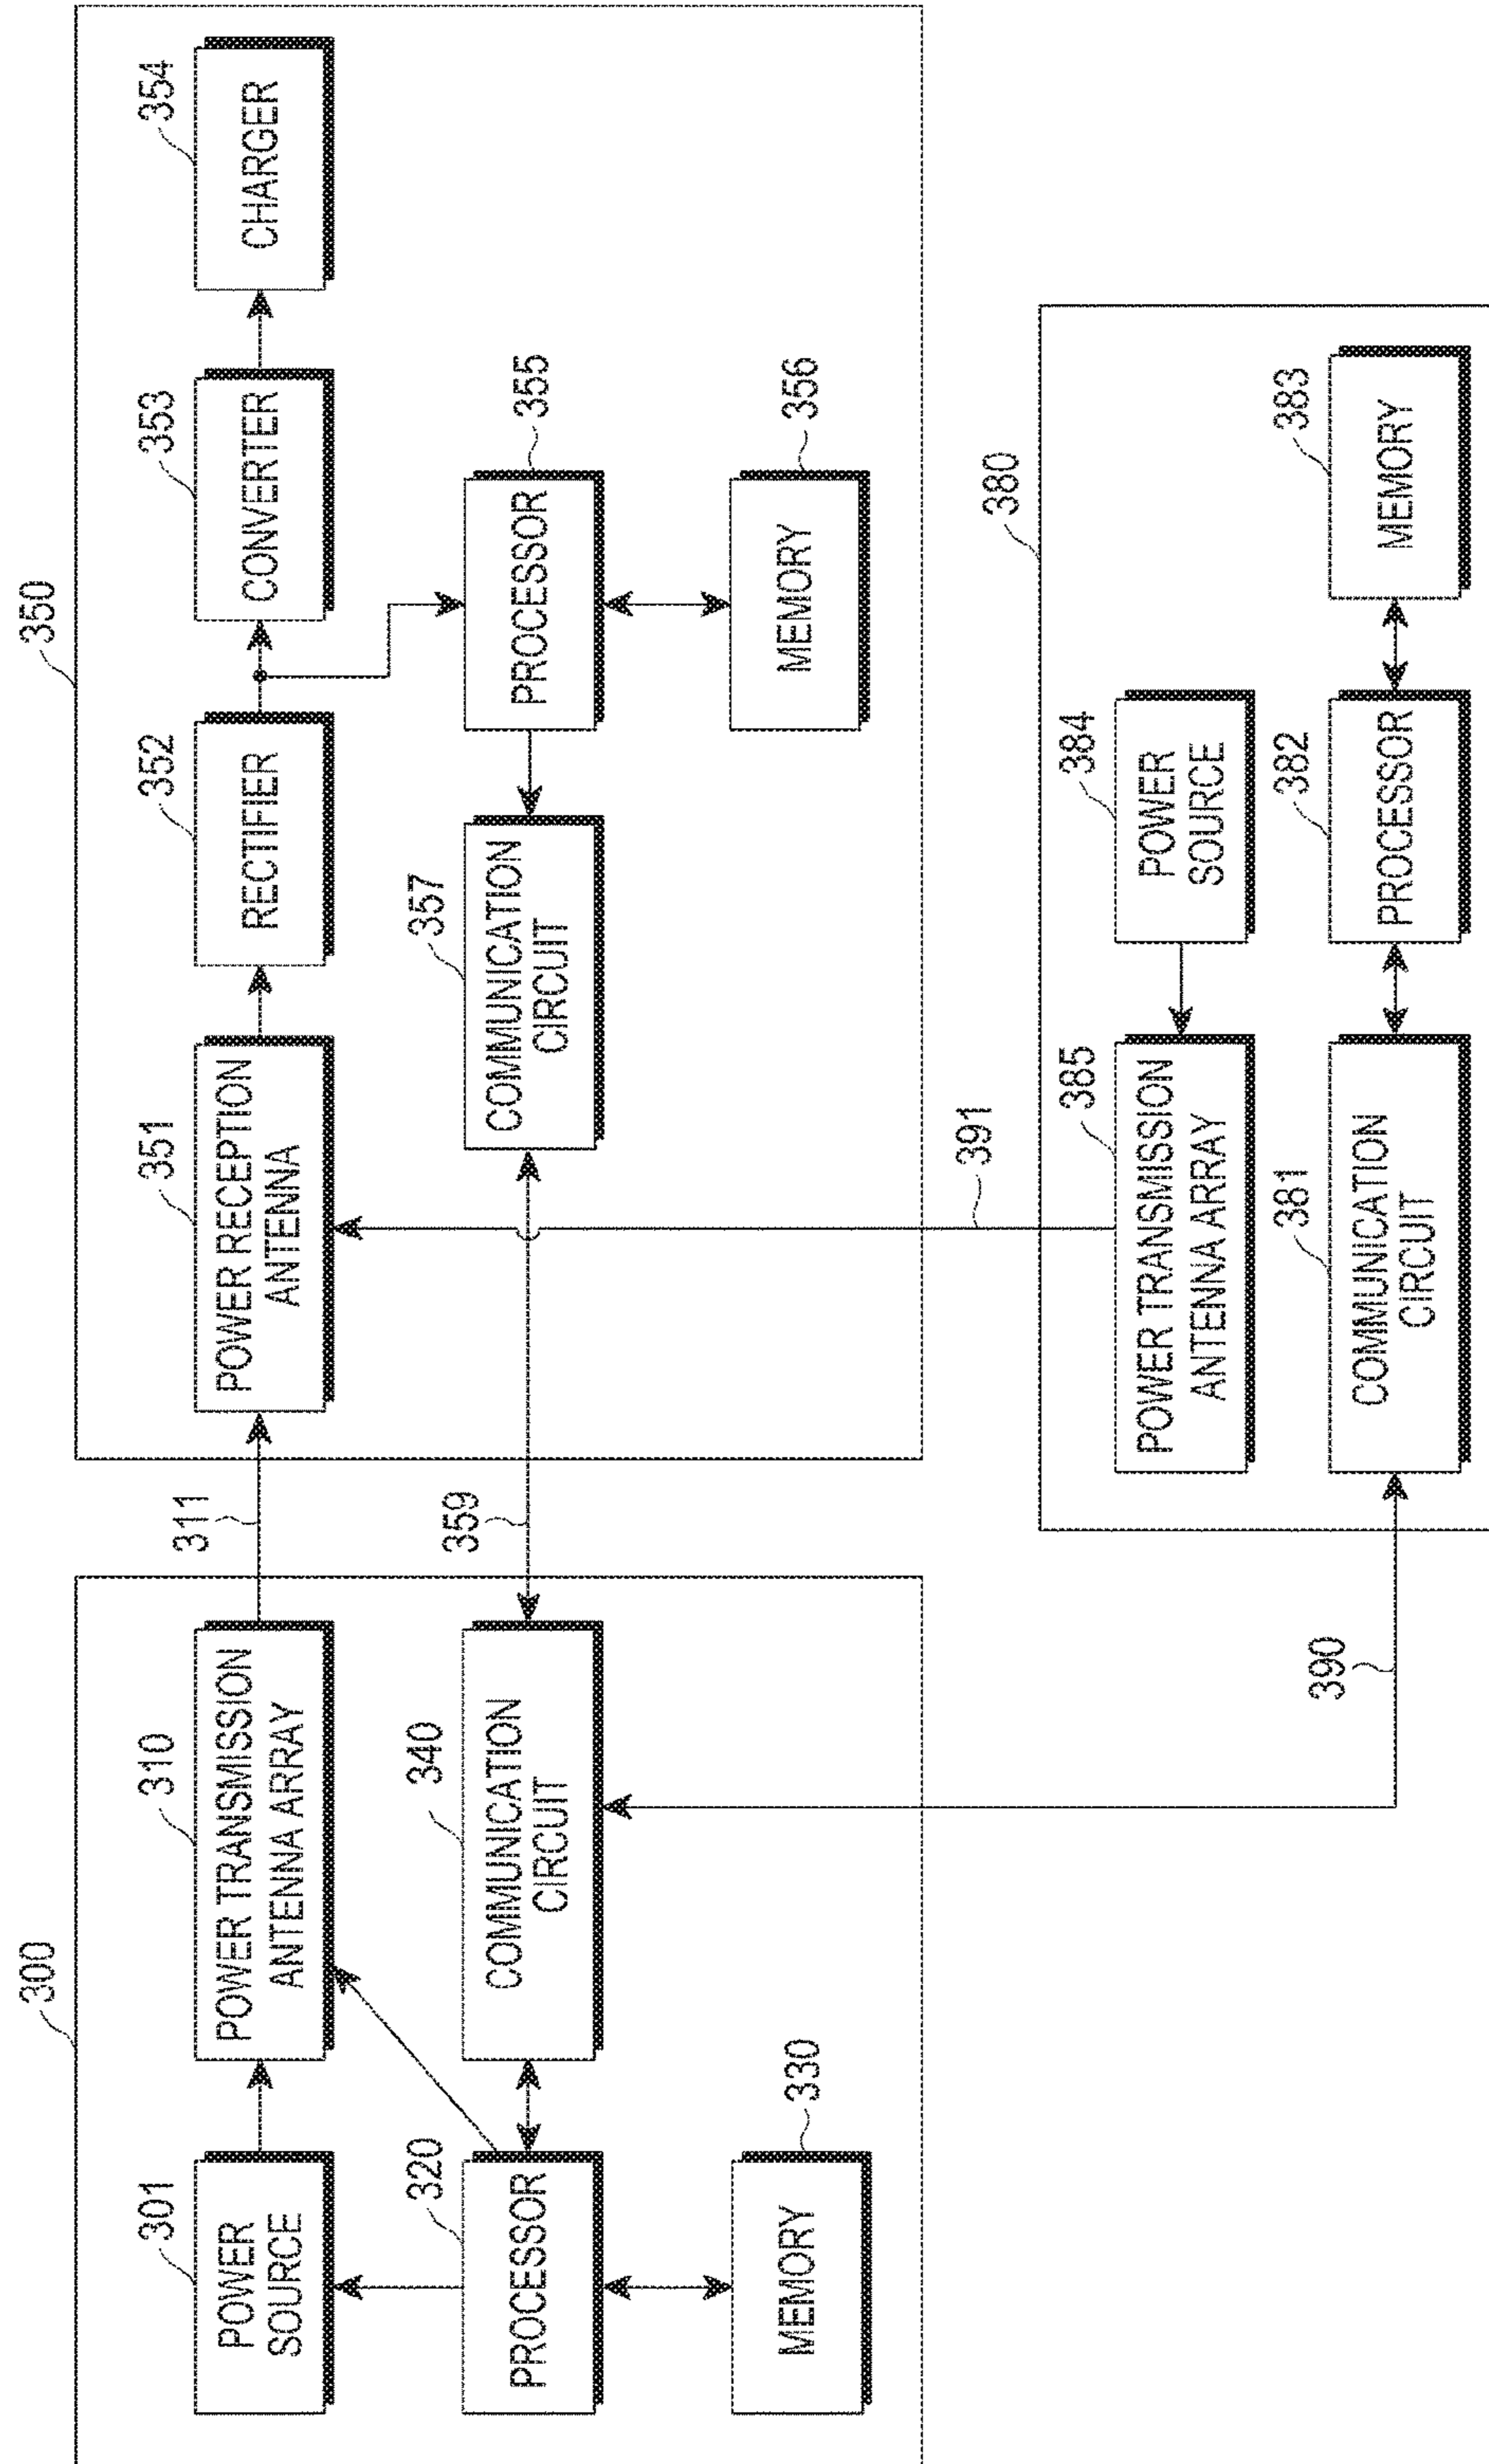 300
301
POWER
SOURCE
310
POWER TRANSMISSION
ANTENNA ARRAY
320
PROCESSOR
340
COMMUNICATION
CIRCUIT
330
MEMORY
311
359
350
351
POWER RECEPTION
ANTENNA
352
RECTIFIER
353
CONVERTER
354
CHARGER
357
COMMUNICATION
CIRCUIT
355
PROCESSOR
356
MEMORY
390
391
380
385
POWER TRANSMISSION
ANTENNA ARRAY
384
POWER
SOURCE
381
COMMUNICATION
CIRCUIT
382
PROCESSOR
383
MEMORY